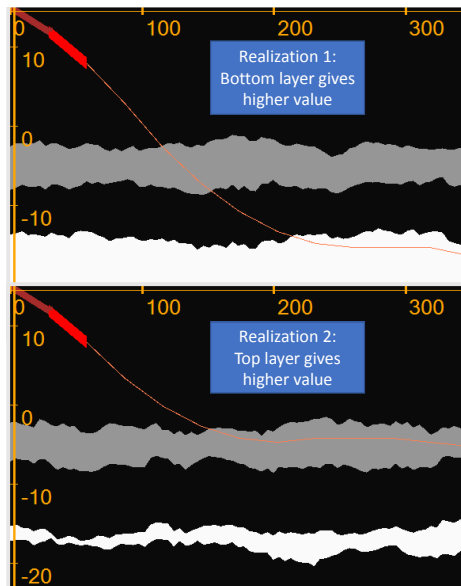 0 100 200 300
10
Realization 1:
Bottom layer gives
higher value
0
-10
0 100 200 300
10
Realization 2:
Top layer gives
higher value
0
-10
-20